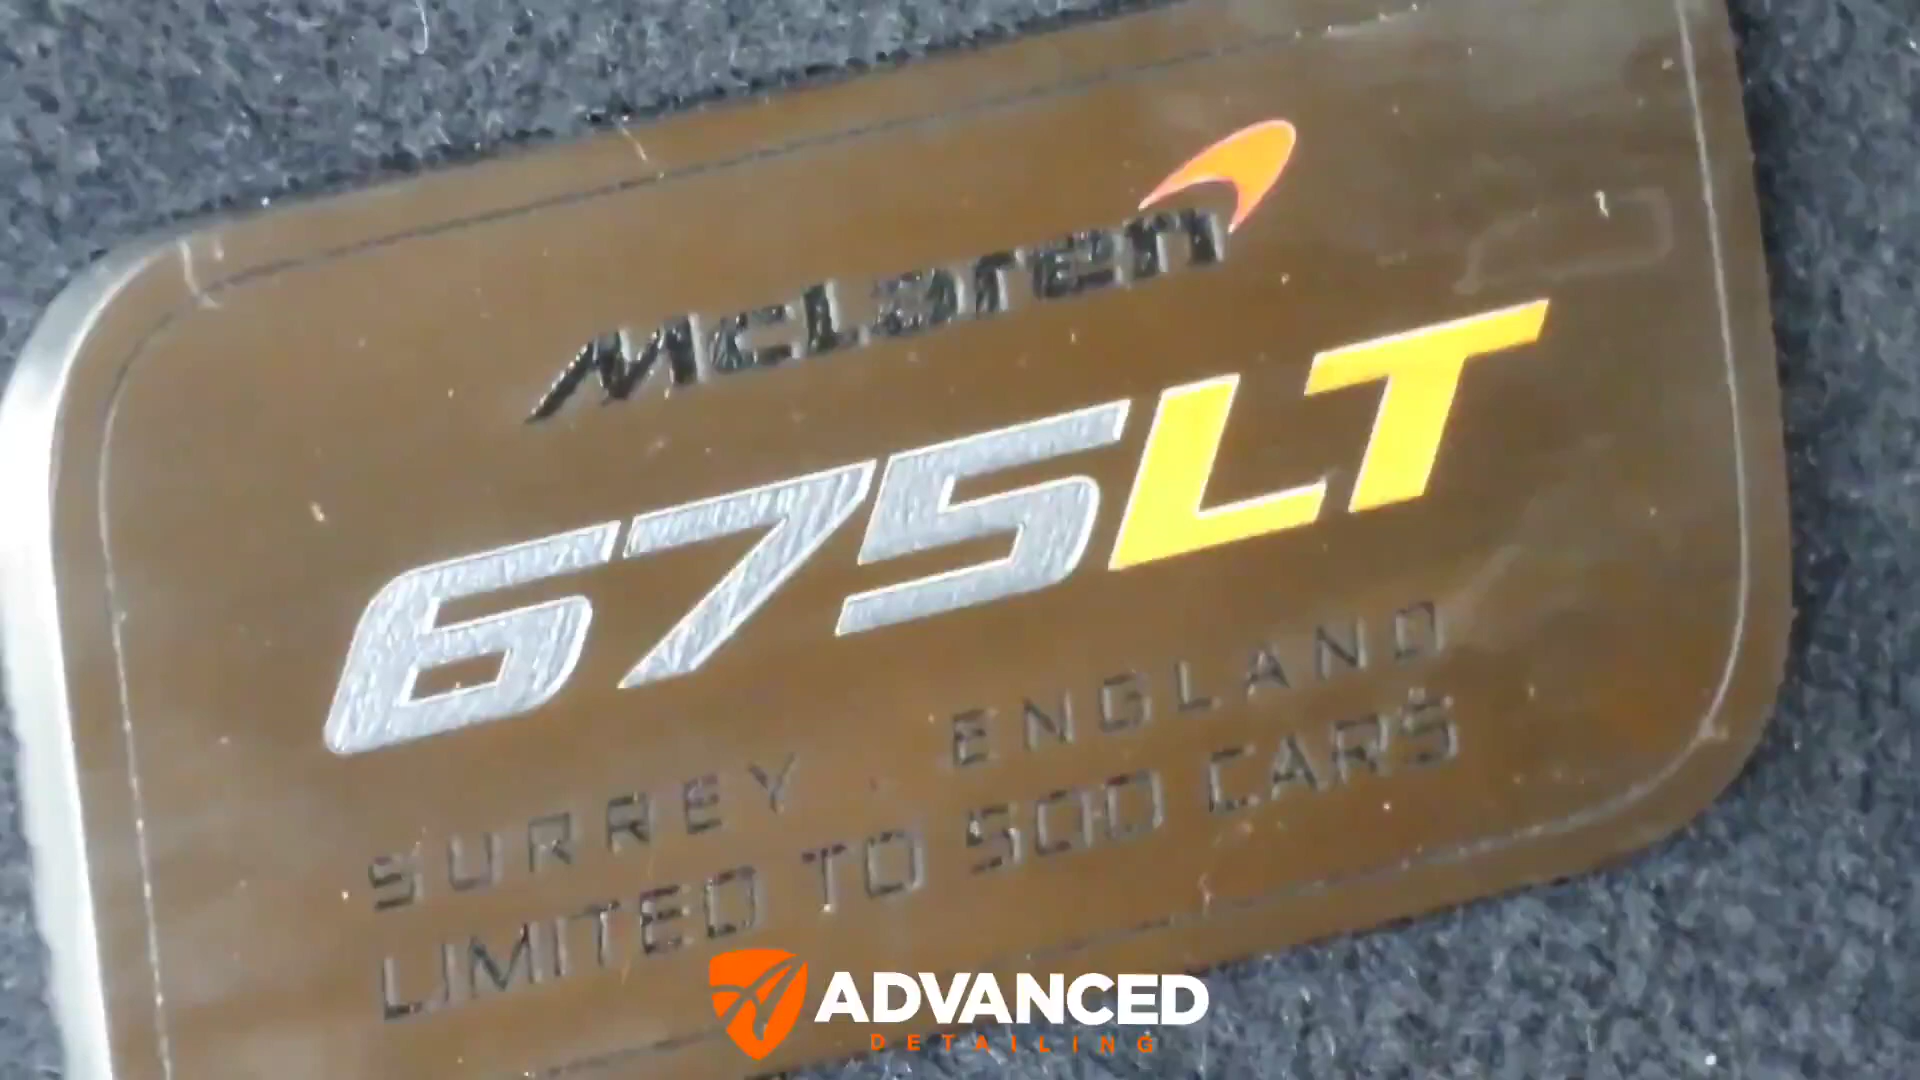 McLaren
675LT
SURREY . ENGLAND
LIMITED TO 500 CARS
ADVANCED
DETAILING